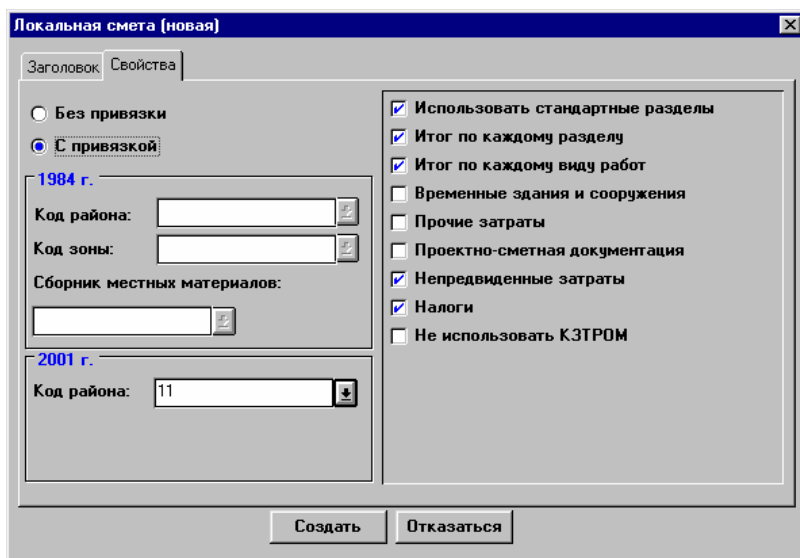 Локальная смета (новая)
Заголовок Свойства
Без привязки
С привязкой
1984 г.
Код района:
Код зоны:
Сборник местных материалов:
2001 г.
Код района: 11
Использовать стандартные разделы
Итог по каждому разделу
Итог по каждому виду работ
Временные здания и сооружения
Прочие затраты
Проектно-сметная документация
Непредвиденные затраты
Налоги
Не использовать КЗТРОМ
Создать Отказаться